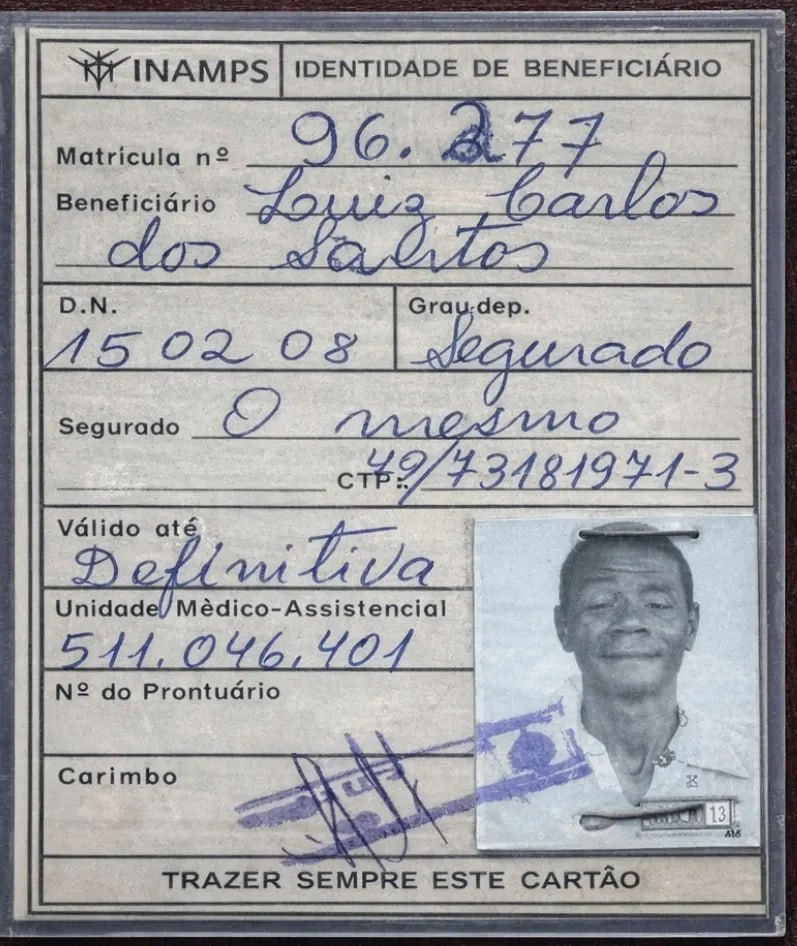 INAMPS IDENTIDADE DE BENEFICIÁRIO
Matrícula nº 96.277
Beneficiário Luiz Carlos
dos Santos
D.N. Grau dep.
15 02 08 Segurado
Segurado O mesmo
CTP.: 79/73181971-3
Válido até
Definitiva
Unidade Mèdico-Assistencial
511.046.401
Nº do Prontuário
Carimbo
13
TRAZER SEMPRE ESTE CARTÃO